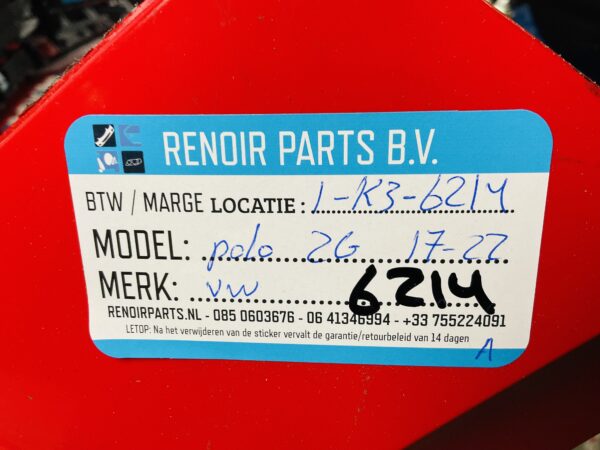 RENOIR PARTS B.V.
BTW / MARGE LOCATIE: 1-K3-6214
MODEL: polo 2G 17-22
MERK: vw 6214
RENOIRPARTS.NL - 085 0603676 - 06 41346994 - +33 755224091
LETOP: Na het verwijderen van de sticker vervalt de garantie/retourbeleid van 14 dagen
A